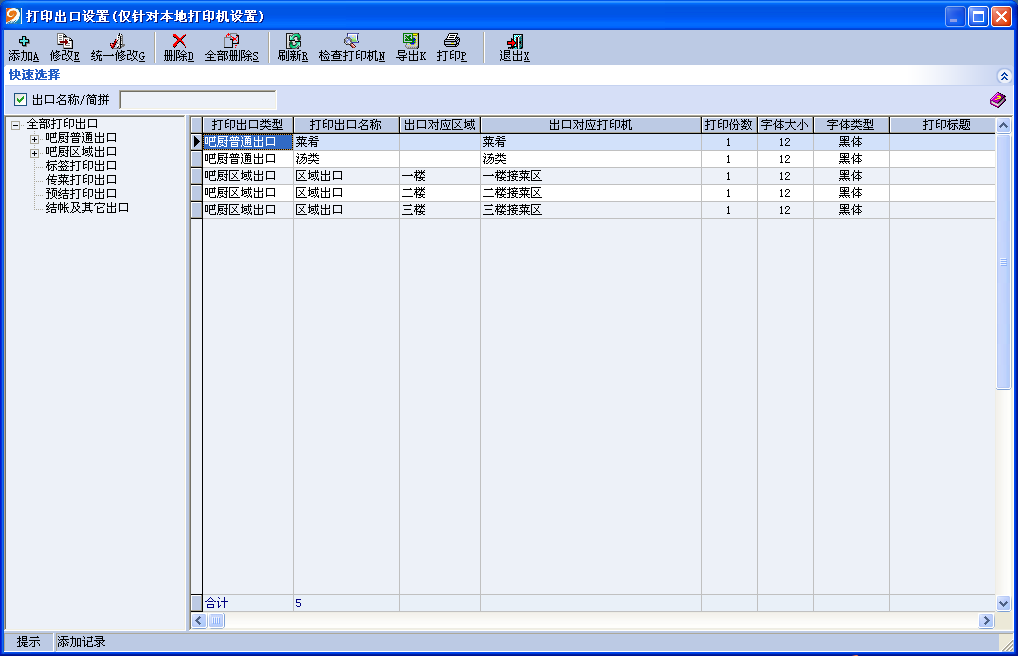 打印出口设置(仅针对本地打印机设置)
添加A 修改E 统一修改G 删除D 全部删除S 刷新R 检查打印机N 导出K 打印P 退出X
快速选择
出口名称/简拼
全部打印出口
吧厨普通出口
吧厨区域出口
标签打印出口
传菜打印出口
预结打印出口
结帐及其它出口
打印出口类型 打印出口名称 出口对应区域 出口对应打印机 打印份数 字体大小 字体类型 打印标题
吧厨普通出口 菜肴 菜肴 1 12 黑体
吧厨普通出口 汤类 汤类 1 12 黑体
吧厨区域出口 区域出口 一楼 一楼接菜区 1 12 黑体
吧厨区域出口 区域出口 二楼 二楼接菜区 1 12 黑体
吧厨区域出口 区域出口 三楼 三楼接菜区 1 12 黑体
合计 5
提示 添加记录